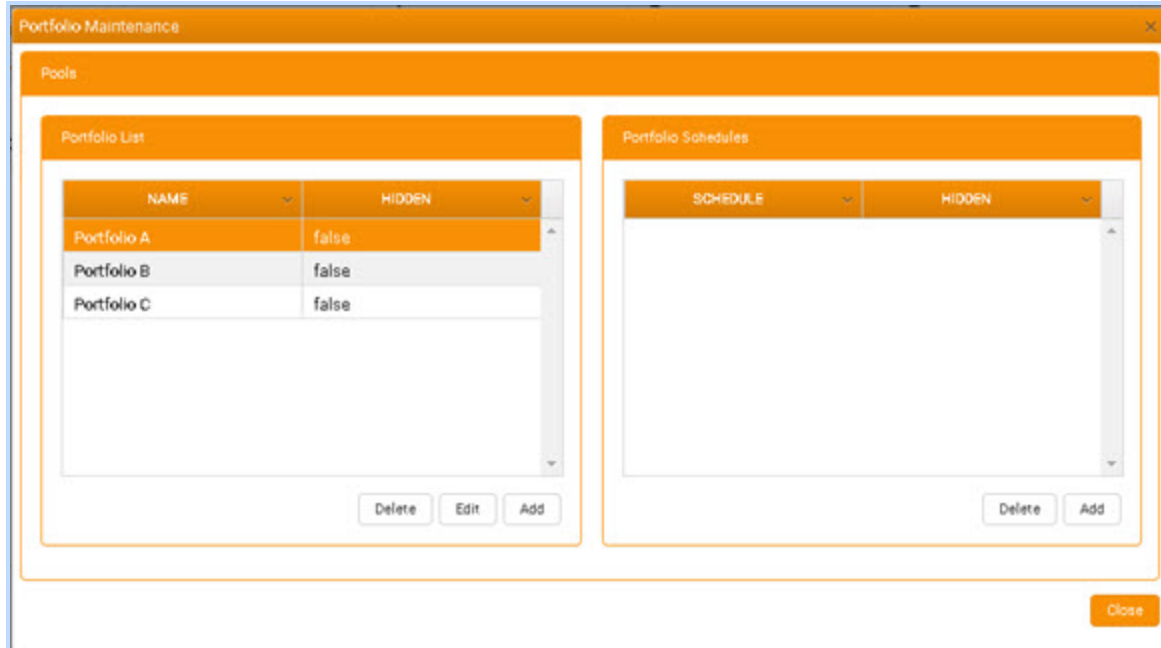 Portfolio Maintenance
Pools
Portfolio List
NAME HIDDEN
Portfolio A false
Portfolio B false
Portfolio C false
Delete Edit Add
Portfolio Schedules
SCHEDULE HIDDEN
Delete Add
Close